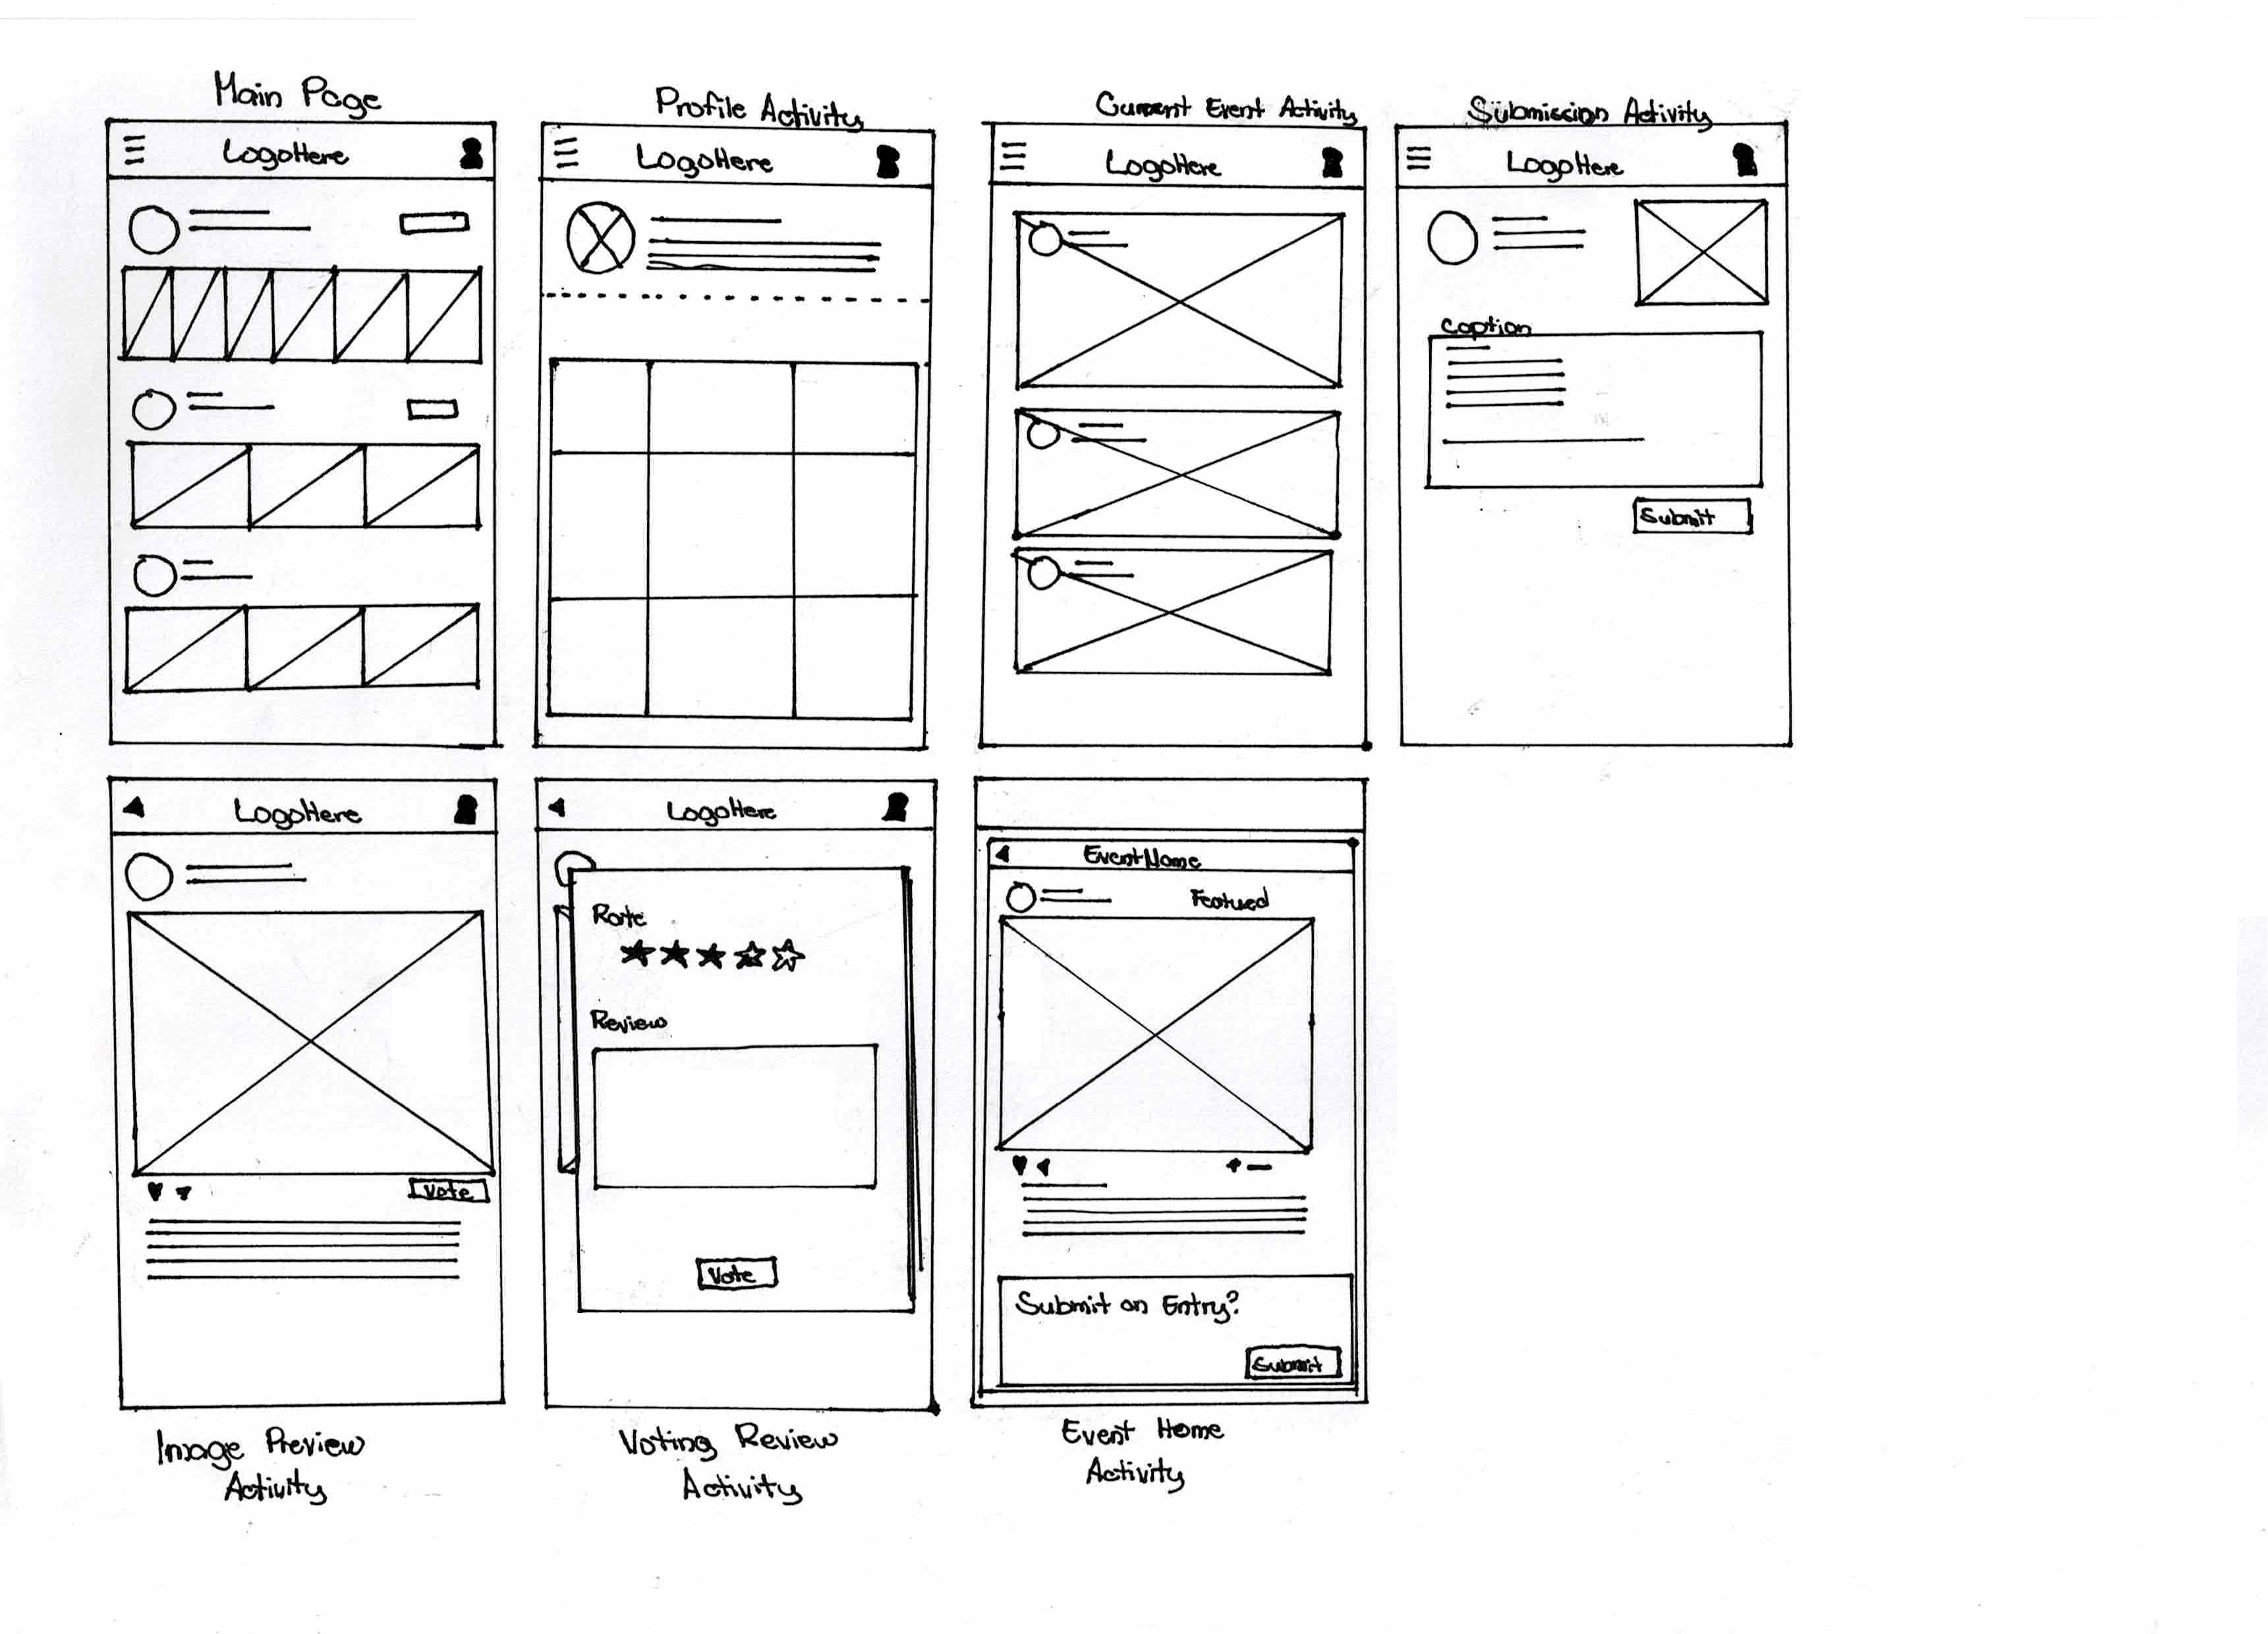 Main Page
Profile Activity
Current Event Activity
Submission Activity
LogoHere
LogoHere
LogoHere
LogoHere
Caption
Submit
LogoHere
Vote
LogoHere
Rate
Review
Vote
EventName
Featured
Submit an Entry?
Submit
Image Preview
Activity
Voting Review
Activity
Event Home
Activity